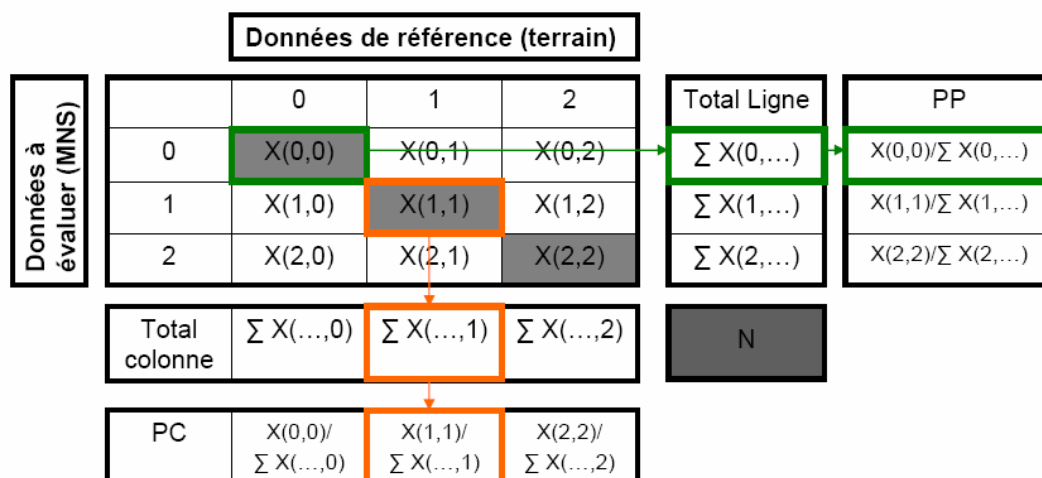 Données de référence (terrain)
Données à
évaluer (MNS)
0 1 2 Total Ligne PP
0 X(0,0) X(0,1) X(0,2) ∑ X(0,…) X(0,0)/∑ X(0,…)
1 X(1,0) X(1,1) X(1,2) ∑ X(1,…) X(1,1)/∑ X(1,…)
2 X(2,0) X(2,1) X(2,2) ∑ X(2,…) X(2,2)/∑ X(2,…)
Total
colonne
∑ X(…,0) ∑ X(…,1) ∑ X(…,2) N
PC
X(0,0)/ X(1,1)/ X(2,2)/
∑ X(…,0) ∑ X(…,1) ∑ X(…,2)